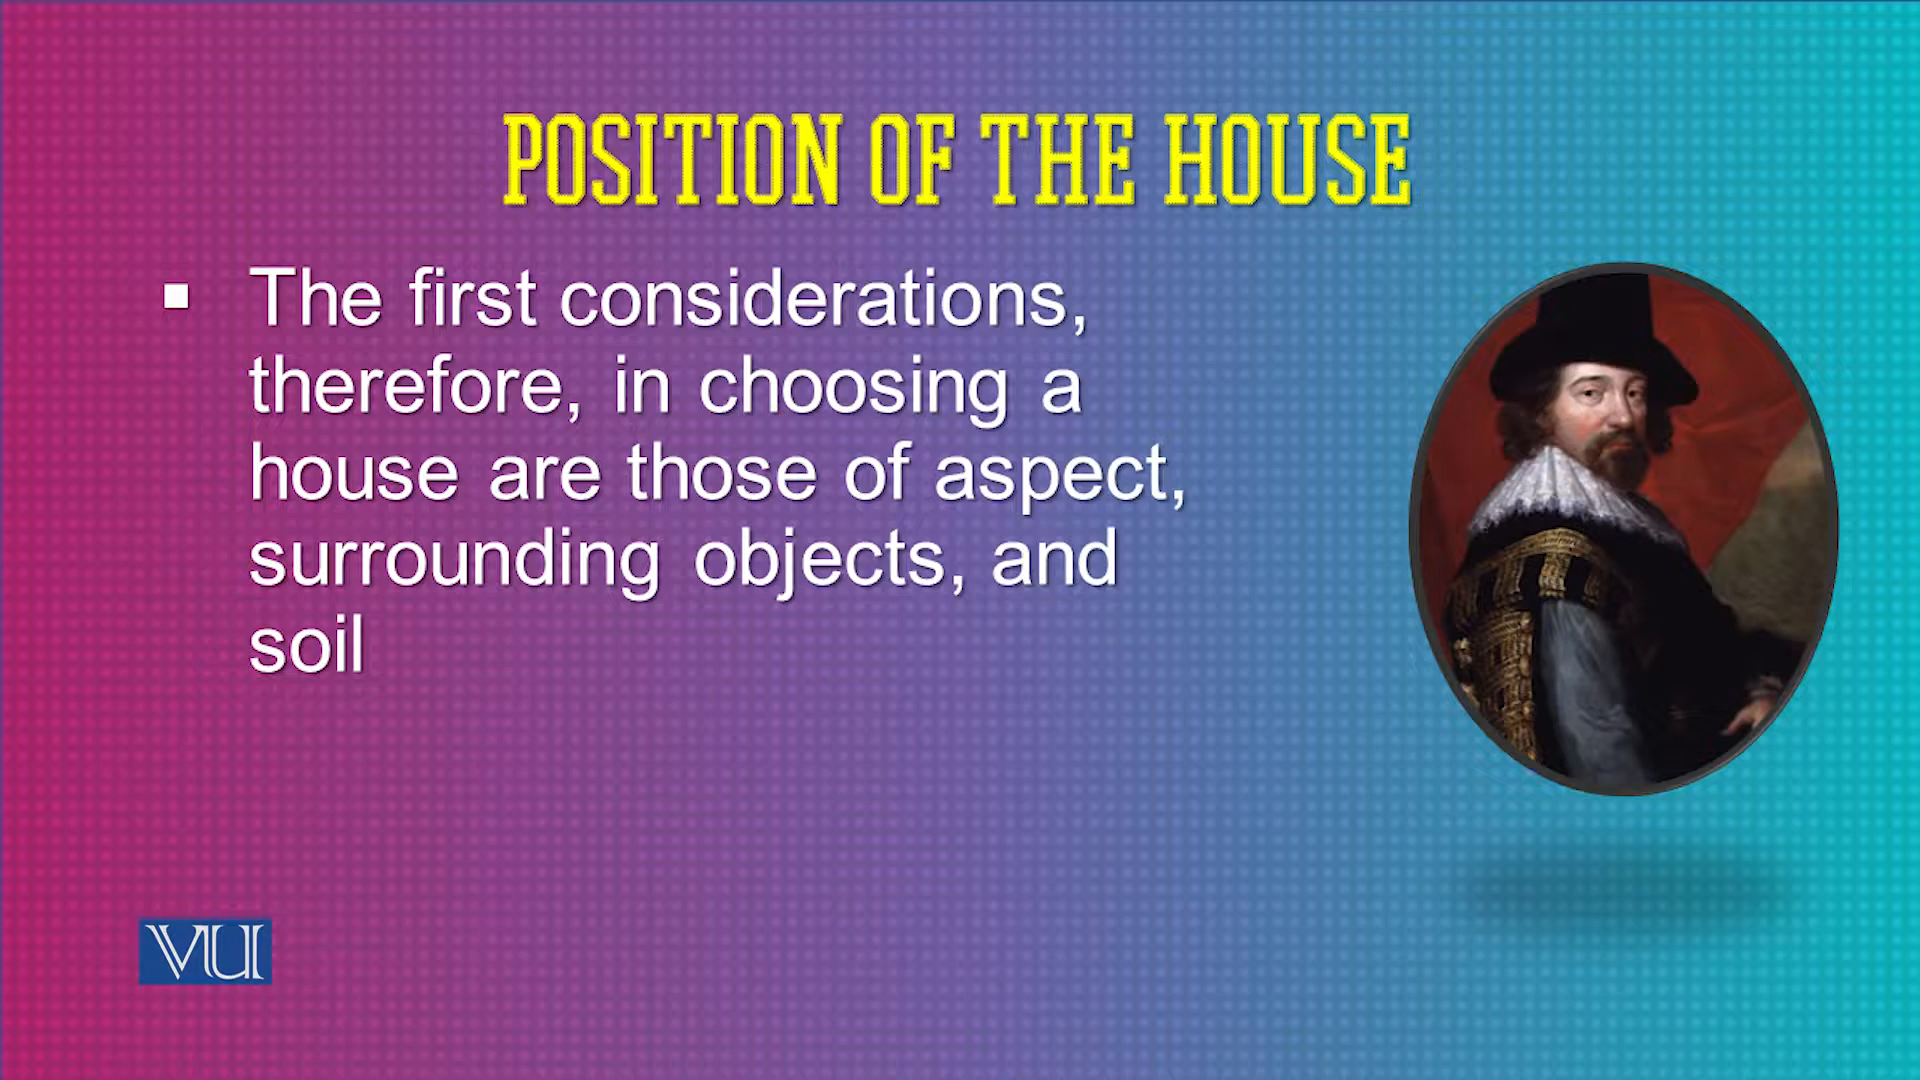 POSITION OF THE HOUSE
The first considerations,
therefore, in choosing a
house are those of aspect,
surrounding objects, and
soil
VU